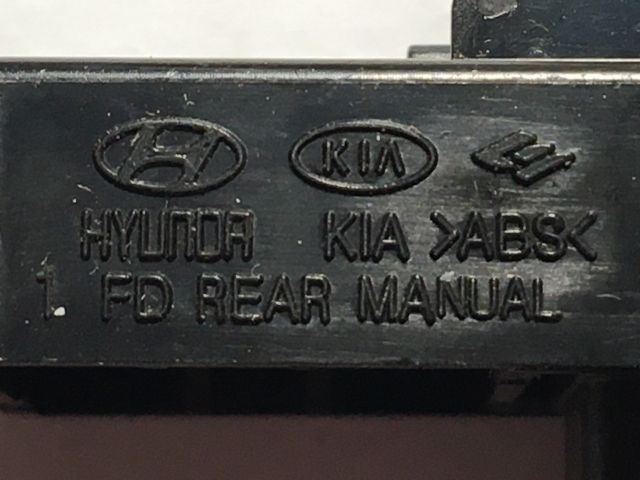 KIA
HYUNDAI KIA >ABS<
1 FD REAR MANUAL